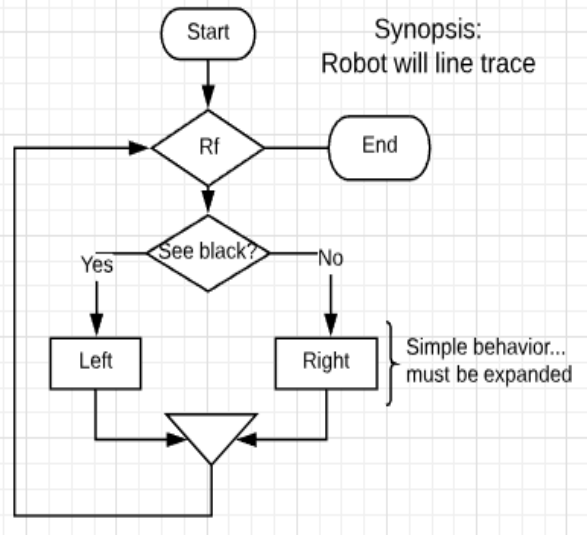 Start
Synopsis:
Robot will line trace
Rf
End
See black?
Yes
No
Left
Right
Simple behavior...
must be expanded